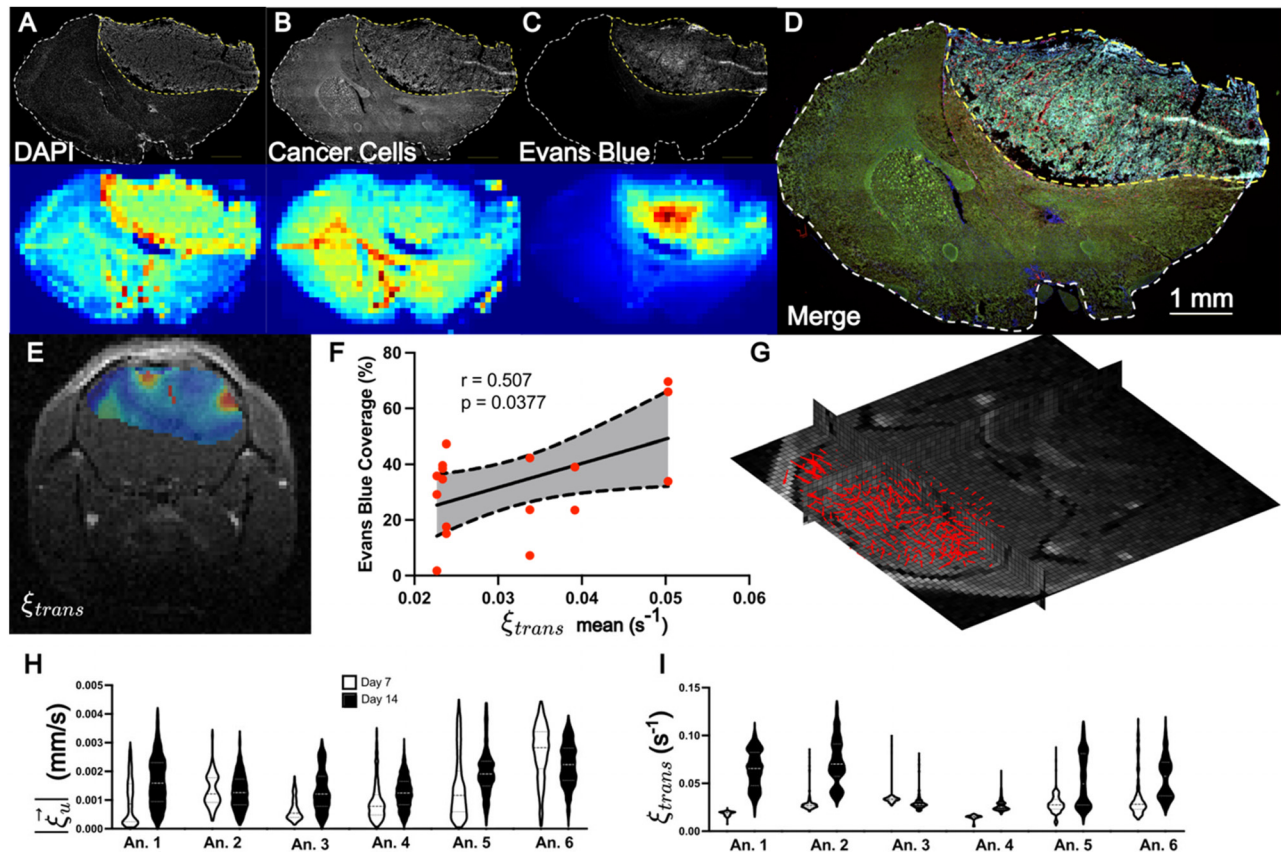 A
B
C
D
DAPI
Cancer Cells
Evans Blue
Merge
1 mm
E
ξtrans
F
Evans Blue Coverage (%)
80
60
40
20
0
r = 0.507
p = 0.0377
0.02 0.03 0.04 0.05 0.06
ξtrans mean (s⁻¹)
G
H
|ξ⃗u| (mm/s)
0.005
0.004
0.003
0.002
0.001
0.000
Day 7
Day 14
An. 1 An. 2 An. 3 An. 4 An. 5 An. 6
I
ξtrans (s⁻¹)
0.15
0.10
0.05
0.00
An. 1 An. 2 An. 3 An. 4 An. 5 An. 6